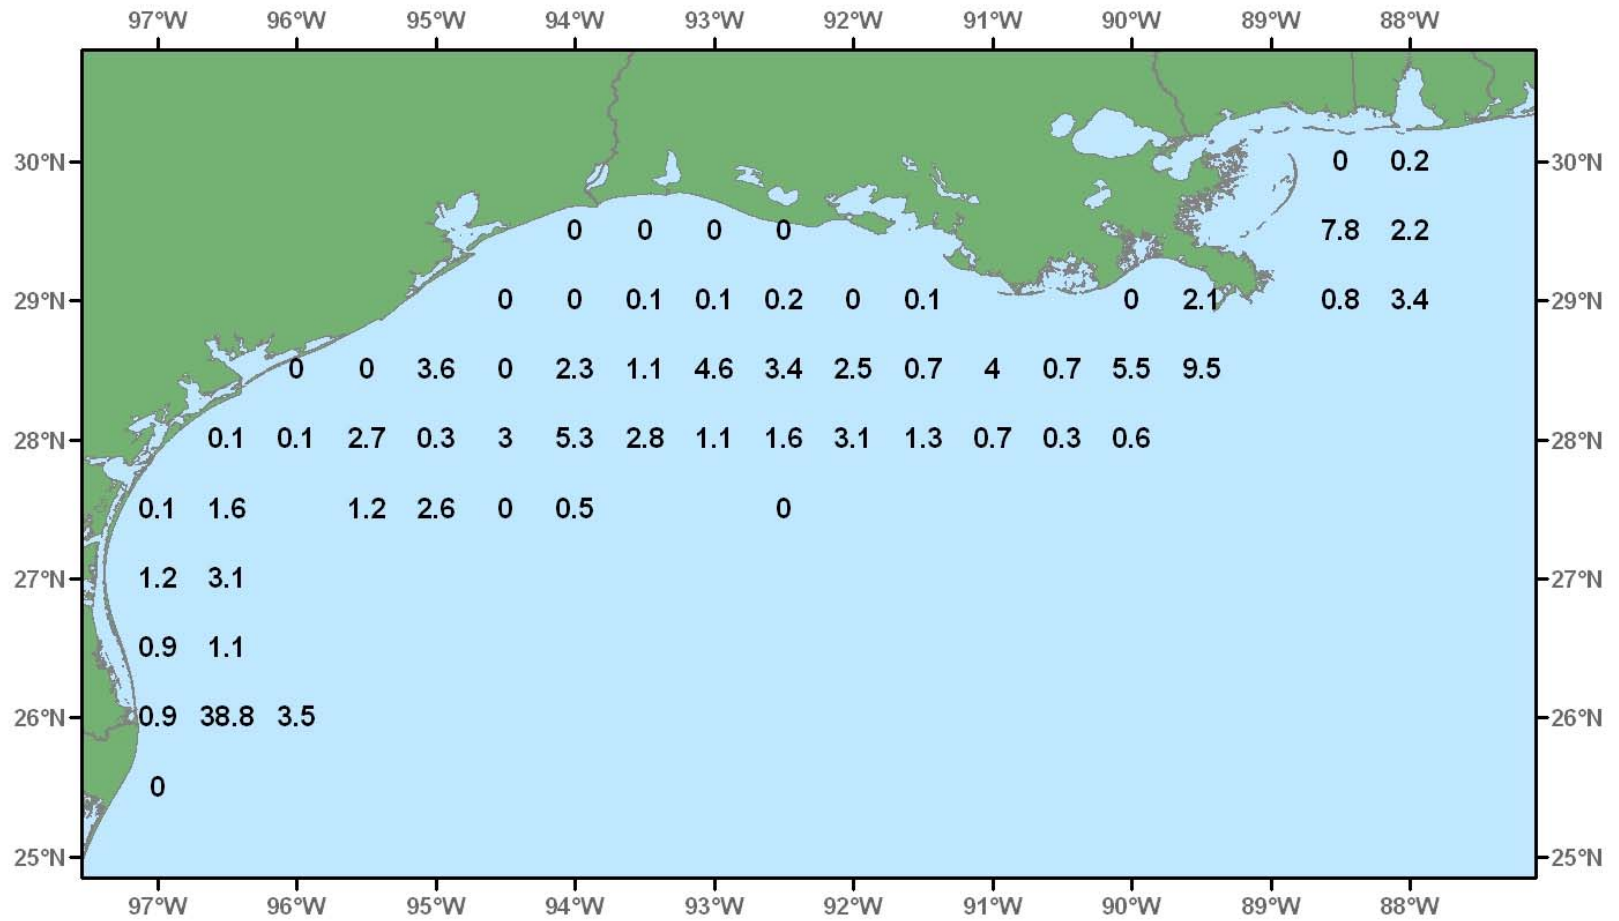 97°W 96°W 95°W 94°W 93°W 92°W 91°W 90°W 89°W 88°W
30°N 0 0.2 30°N
0 0 0 0 7.8 2.2
29°N 0 0 0.1 0.1 0.2 0 0.1 0 2.1 0.8 3.4 29°N
0 0 3.6 0 2.3 1.1 4.6 3.4 2.5 0.7 4 0.7 5.5 9.5
28°N 0.1 0.1 2.7 0.3 3 5.3 2.8 1.1 1.6 3.1 1.3 0.7 0.3 0.6 28°N
0.1 1.6 1.2 2.6 0 0.5 0
27°N 1.2 3.1 27°N
0.9 1.1
26°N 0.9 38.8 3.5 26°N
0
25°N 25°N
97°W 96°W 95°W 94°W 93°W 92°W 91°W 90°W 89°W 88°W